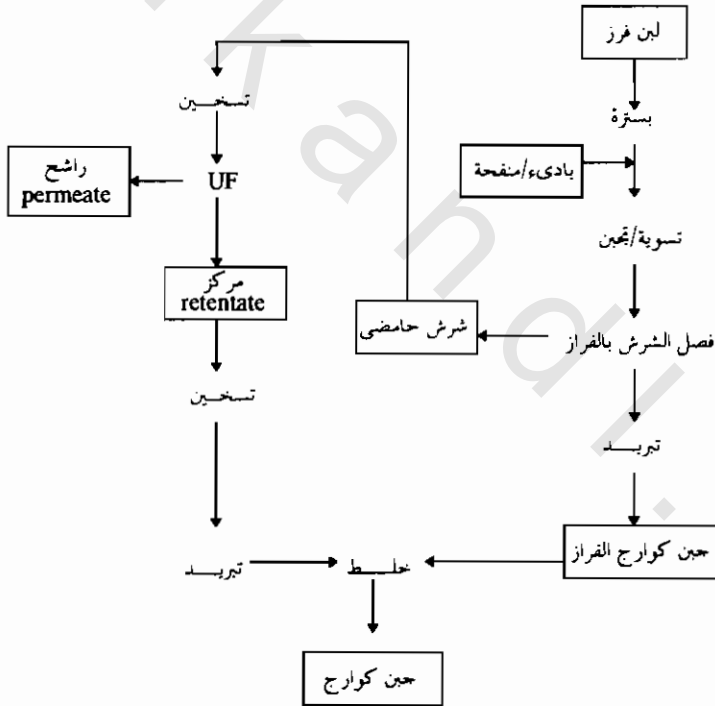 لبن فرز
بسترة
بادىء/منفحة
تسوية/تجبن
فصل الشرش بالفراز
شرش حامضى
تسخين
UF
راشح
permeate
مركز
retentate
تسخين
تبريد
تبريد
جبن كوارج الفراز
خلط
جبن كوارج